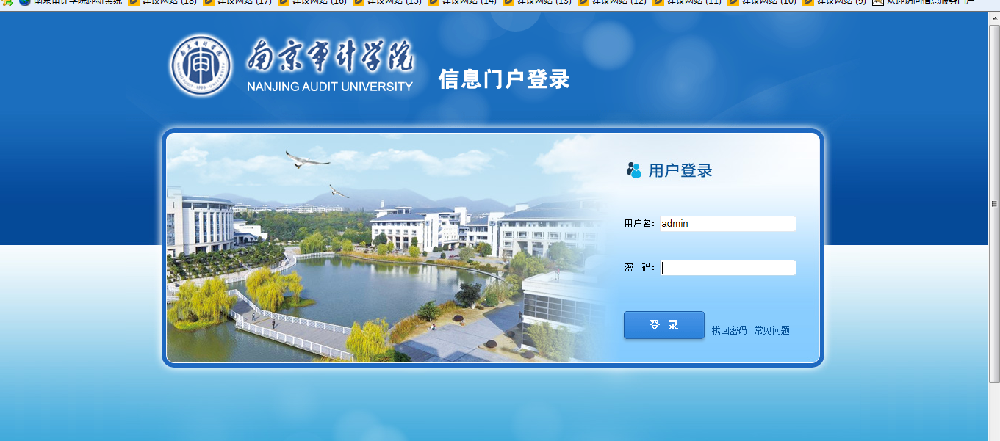 南京审计学院迎新系统 建议网站 (18) 建议网站 (17) 建议网站 (16) 建议网站 (15) 建议网站 (14) 建议网站 (13) 建议网站 (12) 建议网站 (11) 建议网站 (10) 建议网站 (9) 欢迎访问信息服务门户
南京审计学院
NANJING AUDIT UNIVERSITY
信息门户登录
用户登录
用户名: admin
密 码:
登 录 找回密码 常见问题